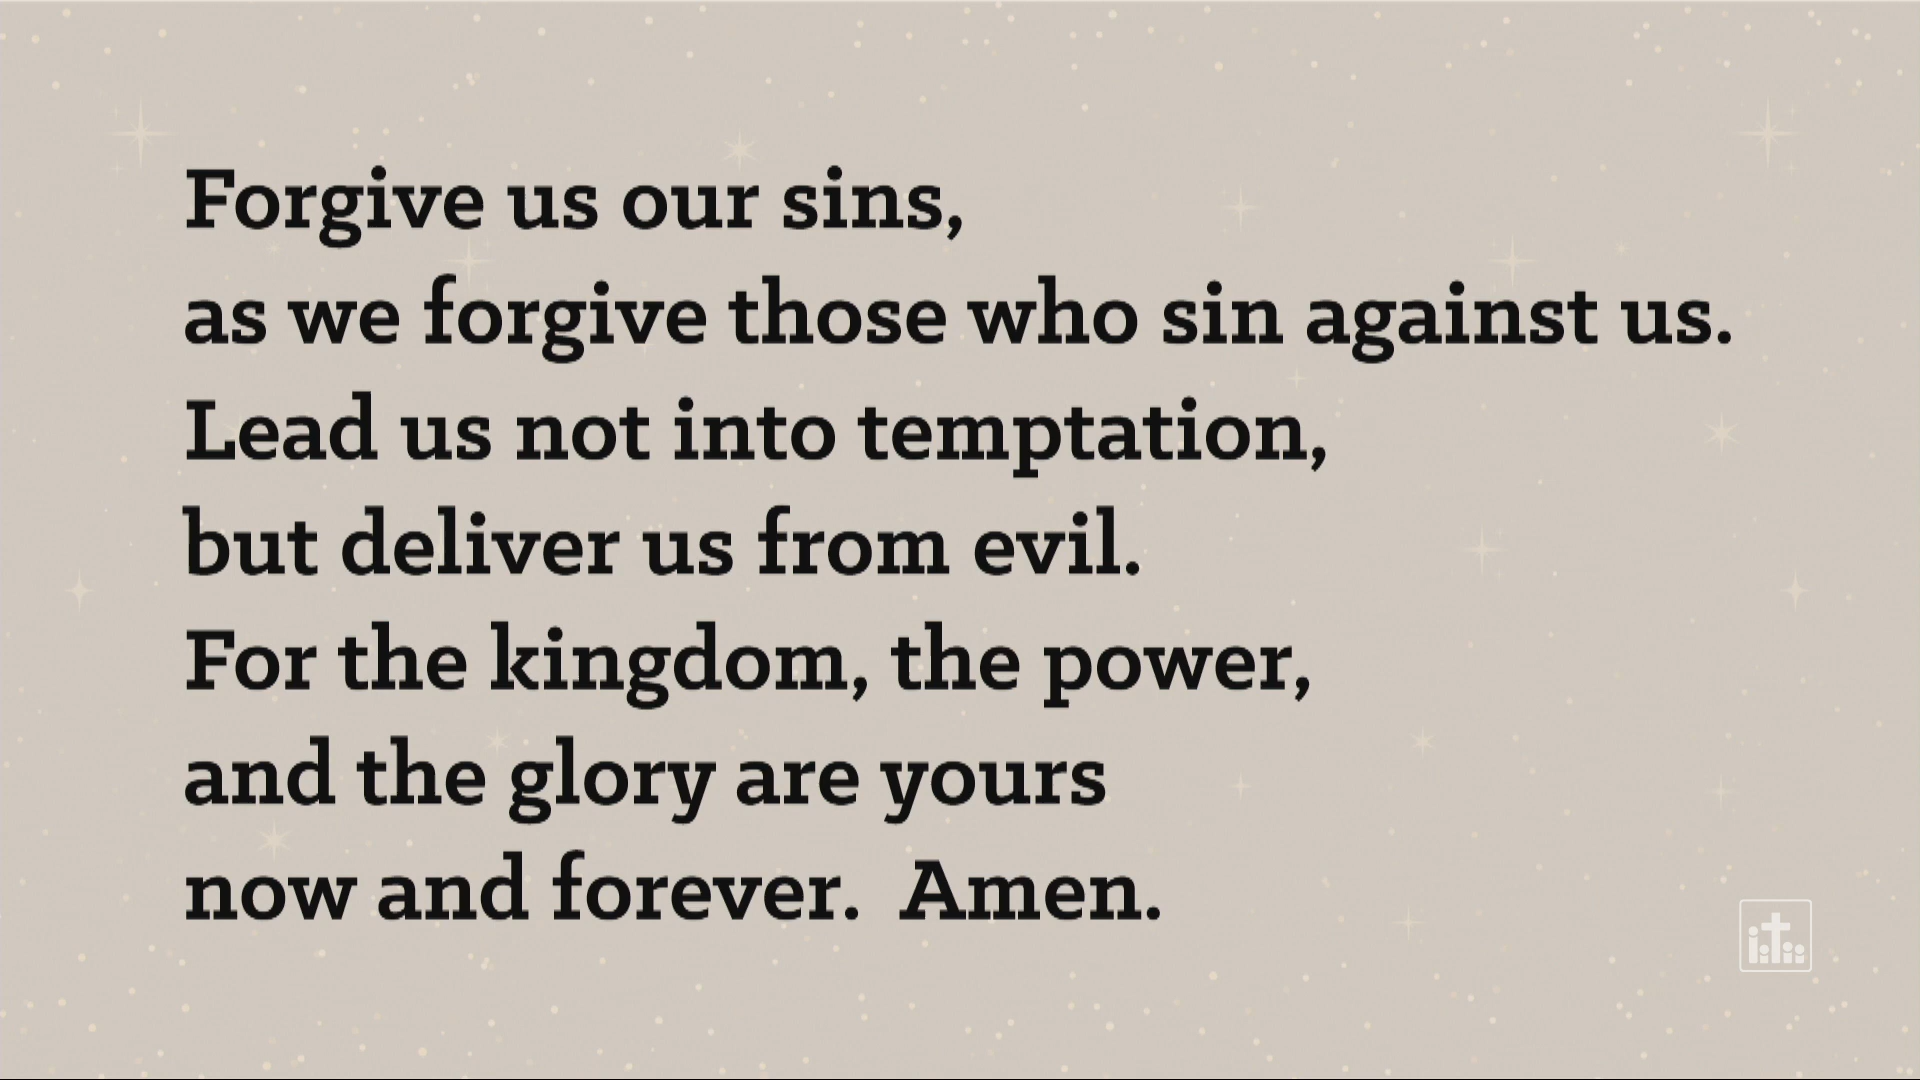 Forgive us our sins,
as we forgive those who sin against us.
Lead us not into temptation,
but deliver us from evil.
For the kingdom, the power,
and the glory are yours
now and forever.  Amen.